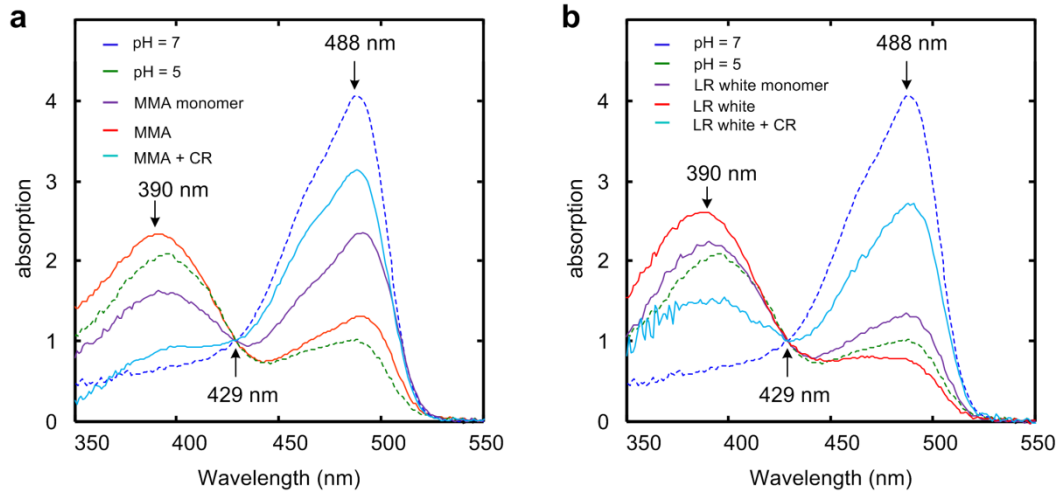 a
pH = 7
pH = 5
MMA monomer
MMA
MMA + CR
488 nm
390 nm
429 nm
absorption
4
3
2
1
0
350
400
450
500
550
Wavelength (nm)
b
pH = 7
pH = 5
LR white monomer
LR white
LR white + CR
488 nm
390 nm
429 nm
absorption
4
3
2
1
0
350
400
450
500
550
Wavelength (nm)